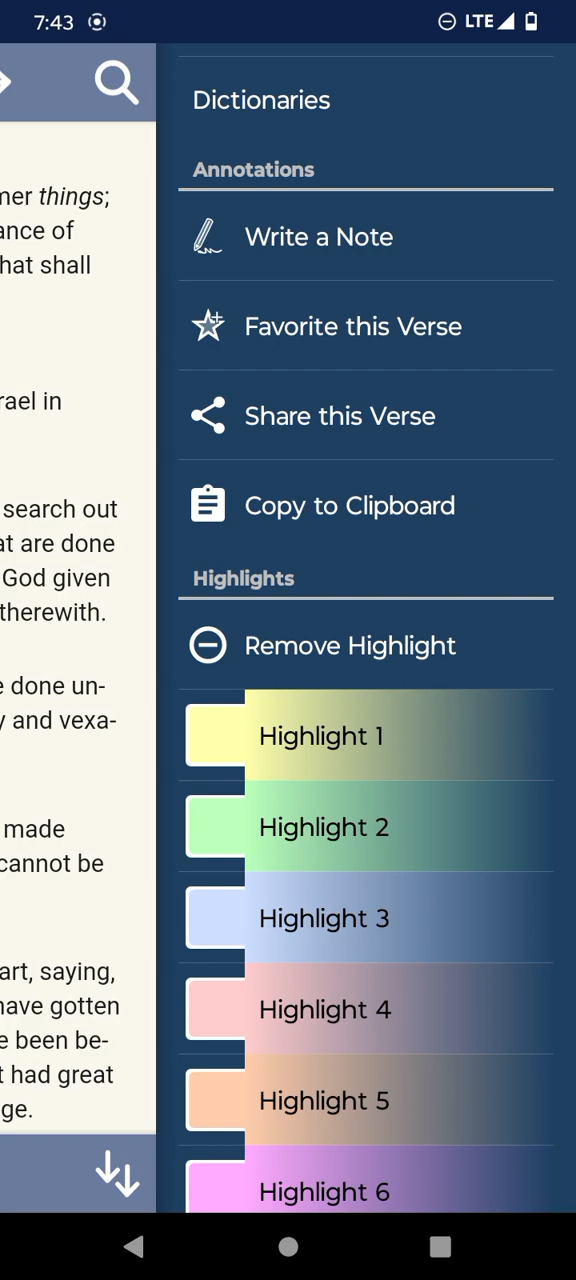 7:43
LTE
mer things;
ance of
hat shall
rael in
search out
at are done
God given
therewith.
e done un-
y and vexa-
made
cannot be
art, saying,
have gotten
e been be-
t had great
ge.
Dictionaries
Annotations
Write a Note
Favorite this Verse
Share this Verse
Copy to Clipboard
Highlights
Remove Highlight
Highlight 1
Highlight 2
Highlight 3
Highlight 4
Highlight 5
Highlight 6